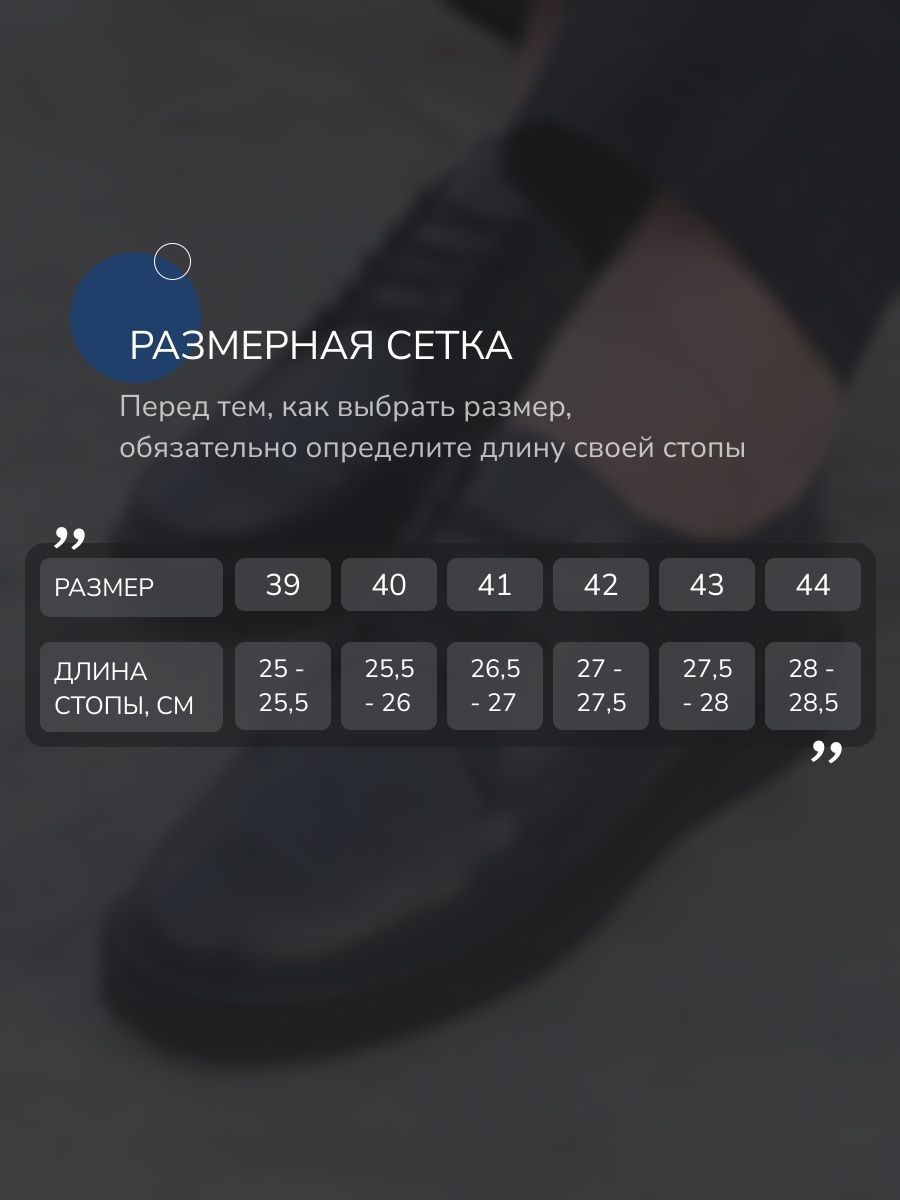 РАЗМЕРНАЯ СЕТКА
Перед тем, как выбрать размер,
обязательно определите длину своей стопы
”
РАЗМЕР 39 40 41 42 43 44
ДЛИНА 25 - 25,5 26,5 27 - 27,5 28 -
СТОПЫ, СМ 25,5 - 26 - 27 27,5 - 28 28,5
”